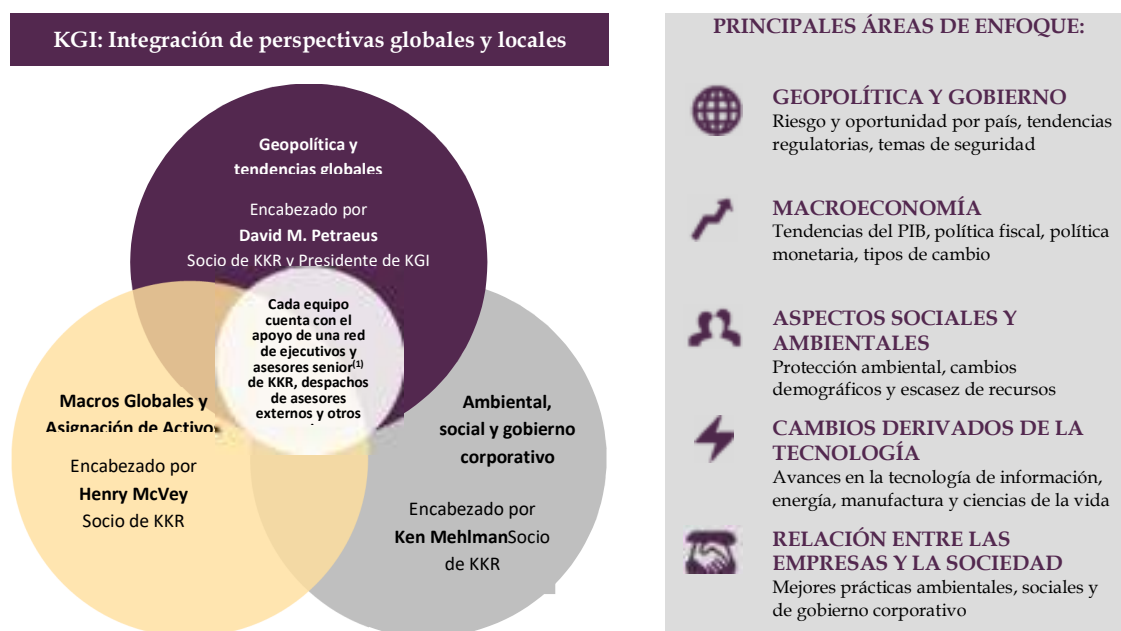 KGI: Integración de perspectivas globales y locales
Geopolítica y
tendencias globales
Encabezado por
David M. Petraeus
Socio de KKR y Presidente de KGI
Cada equipo
cuenta con el
apoyo de una red
de ejecutivos y
asesores senior(1)
de KKR, despachos
de asesores
externos y otros
Macros Globales y
Asignación de Activo
Encabezado por
Henry McVey
Socio de KKR
Ambiental,
social y gobierno
corporativo
Encabezado por
Ken MehlmanSocio
de KKR
PRINCIPALES ÁREAS DE ENFOQUE:
GEOPOLÍTICA Y GOBIERNO
Riesgo y oportunidad por país, tendencias
regulatorias, temas de seguridad
MACROECONOMÍA
Tendencias del PIB, política fiscal, política
monetaria, tipos de cambio
ASPECTOS SOCIALES Y
AMBIENTALES
Protección ambiental, cambios
demográficos y escasez de recursos
CAMBIOS DERIVADOS DE LA
TECNOLOGÍA
Avances en la tecnología de información,
energía, manufactura y ciencias de la vida
RELACIÓN ENTRE LAS
EMPRESAS Y LA SOCIEDAD
Mejores prácticas ambientales, sociales y
de gobierno corporativo